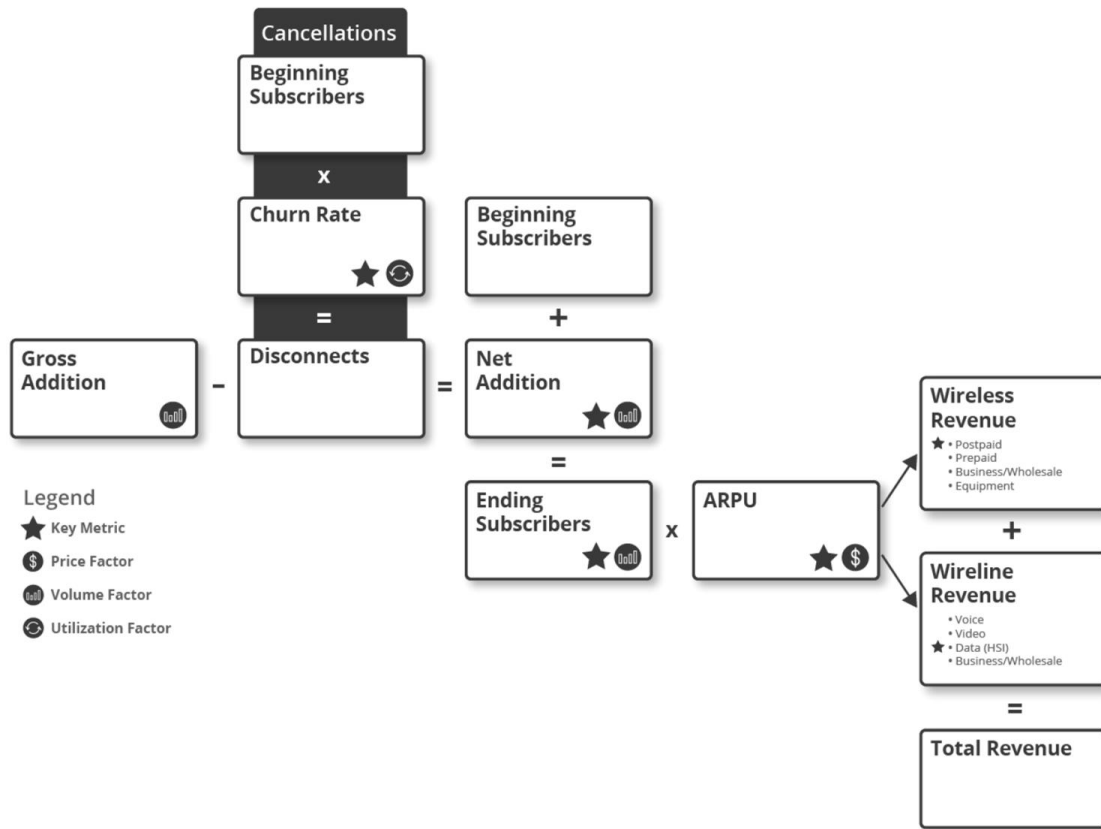 Cancellations
Beginning
Subscribers
x
Churn Rate
Beginning
Subscribers
=
+
Gross
Addition
-
Disconnects
=
Net
Addition
=
Ending
Subscribers
x
ARPU
Wireless
Revenue
• Postpaid
• Prepaid
• Business/Wholesale
• Equipment
+
Wireline
Revenue
• Voice
• Video
• Data (HSI)
• Business/Wholesale
=
Total Revenue
Legend
Key Metric
$ Price Factor
Volume Factor
Utilization Factor
$